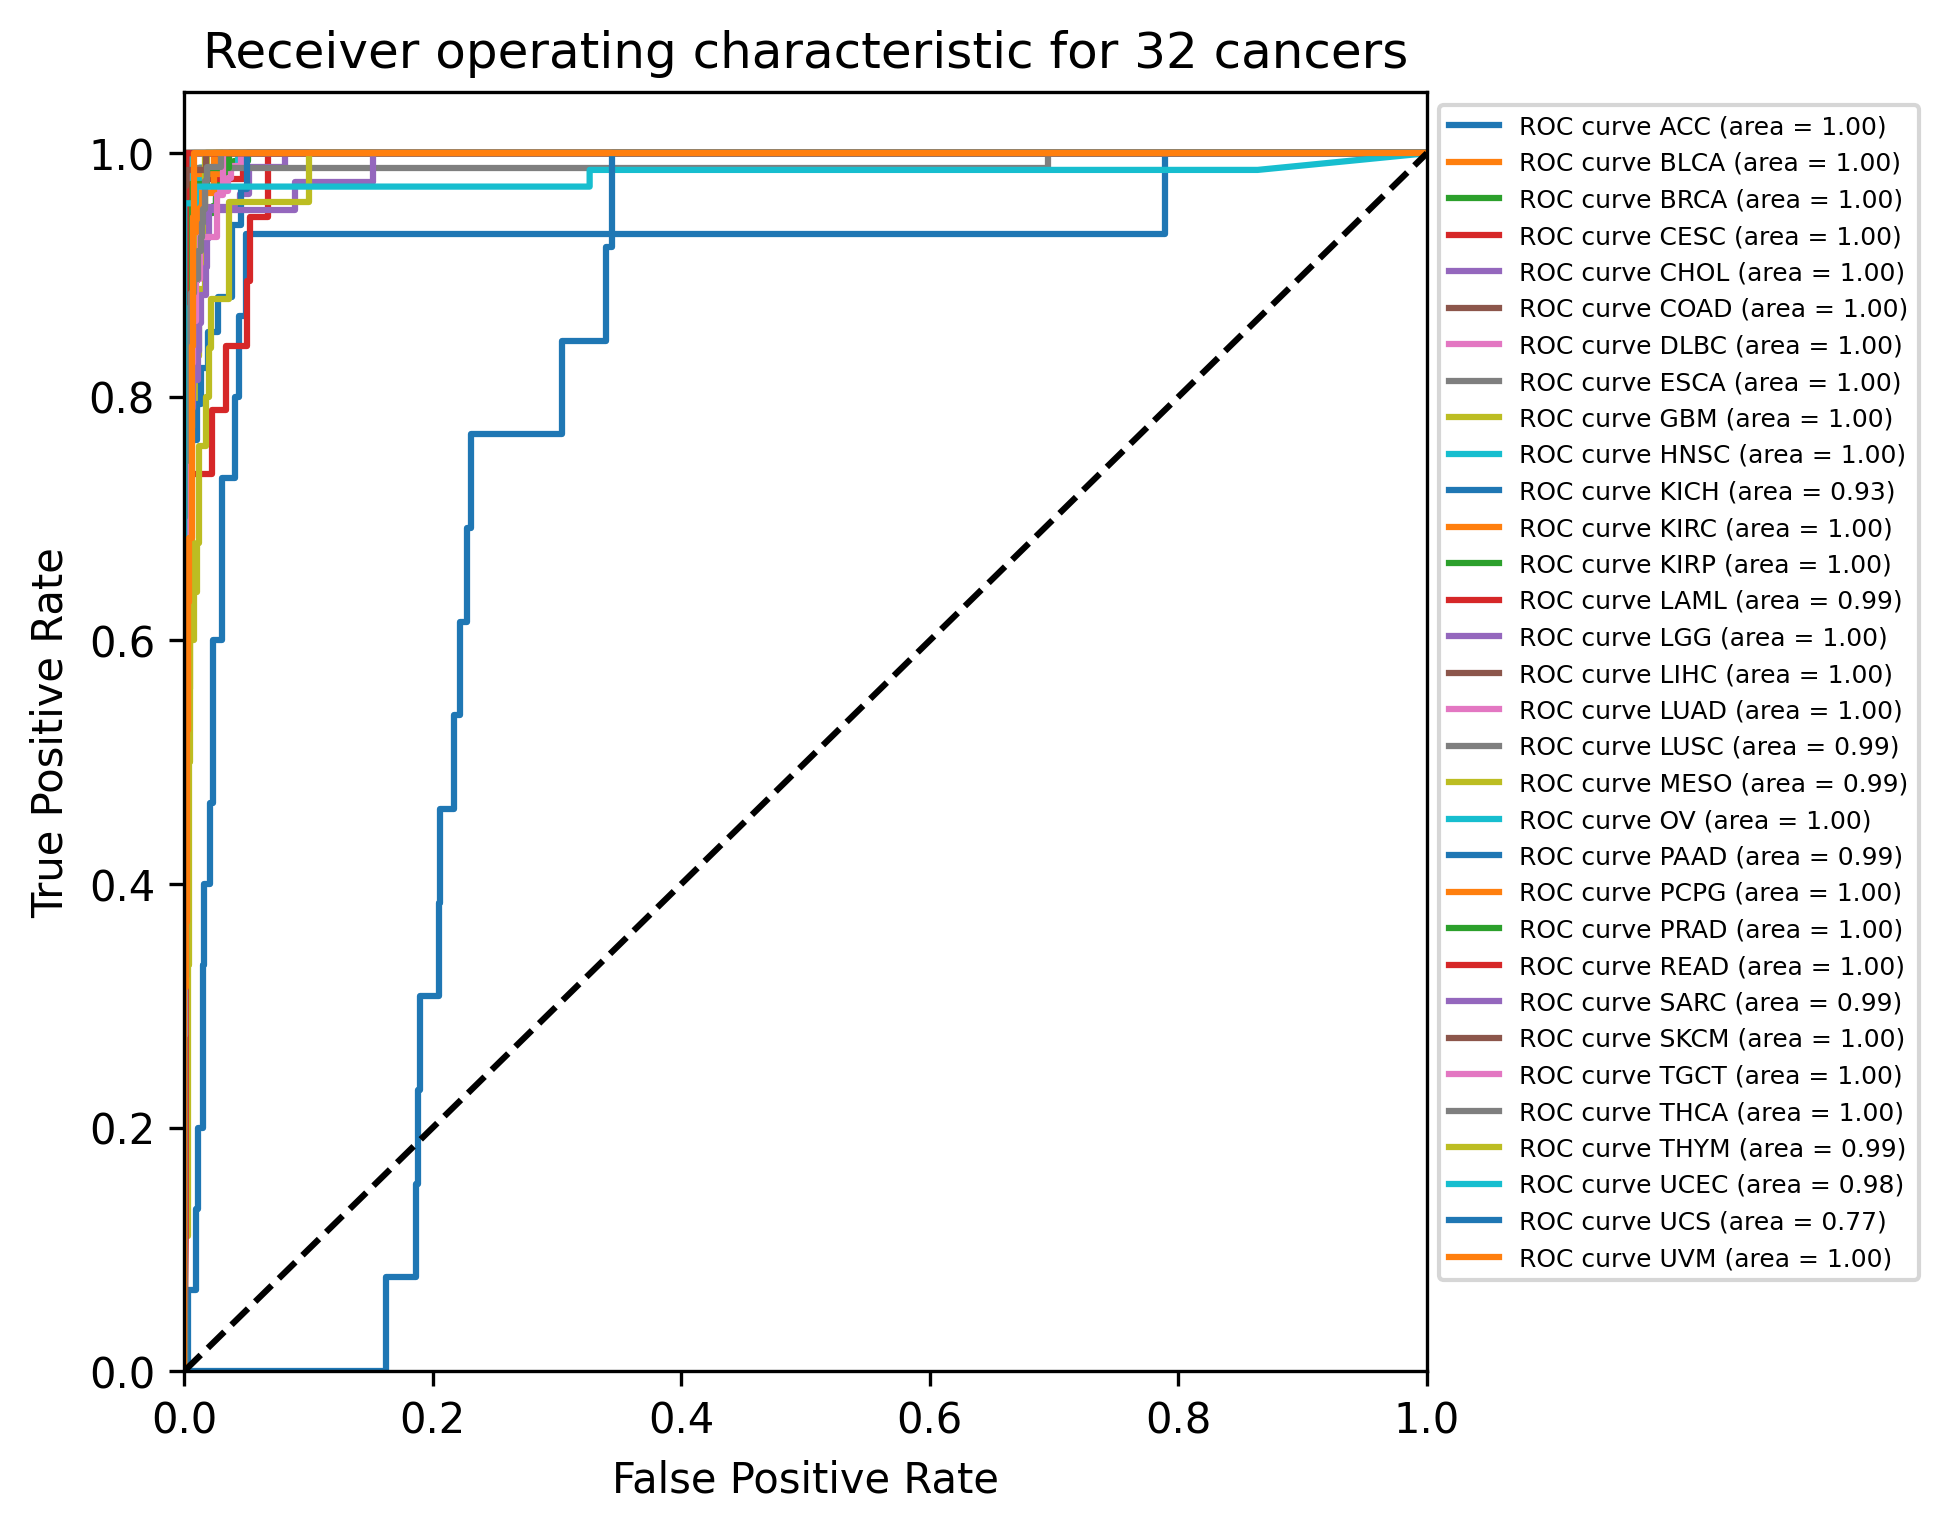 Receiver operating characteristic for 32 cancers
True Positive Rate
1.0
0.8
0.6
0.4
0.2
0.0
0.0 0.2 0.4 0.6 0.8 1.0
False Positive Rate
ROC curve ACC (area = 1.00)
ROC curve BLCA (area = 1.00)
ROC curve BRCA (area = 1.00)
ROC curve CESC (area = 1.00)
ROC curve CHOL (area = 1.00)
ROC curve COAD (area = 1.00)
ROC curve DLBC (area = 1.00)
ROC curve ESCA (area = 1.00)
ROC curve GBM (area = 1.00)
ROC curve HNSC (area = 1.00)
ROC curve KICH (area = 0.93)
ROC curve KIRC (area = 1.00)
ROC curve KIRP (area = 1.00)
ROC curve LAML (area = 0.99)
ROC curve LGG (area = 1.00)
ROC curve LIHC (area = 1.00)
ROC curve LUAD (area = 1.00)
ROC curve LUSC (area = 0.99)
ROC curve MESO (area = 0.99)
ROC curve OV (area = 1.00)
ROC curve PAAD (area = 0.99)
ROC curve PCPG (area = 1.00)
ROC curve PRAD (area = 1.00)
ROC curve READ (area = 1.00)
ROC curve SARC (area = 0.99)
ROC curve SKCM (area = 1.00)
ROC curve TGCT (area = 1.00)
ROC curve THCA (area = 1.00)
ROC curve THYM (area = 0.99)
ROC curve UCEC (area = 0.98)
ROC curve UCS (area = 0.77)
ROC curve UVM (area = 1.00)